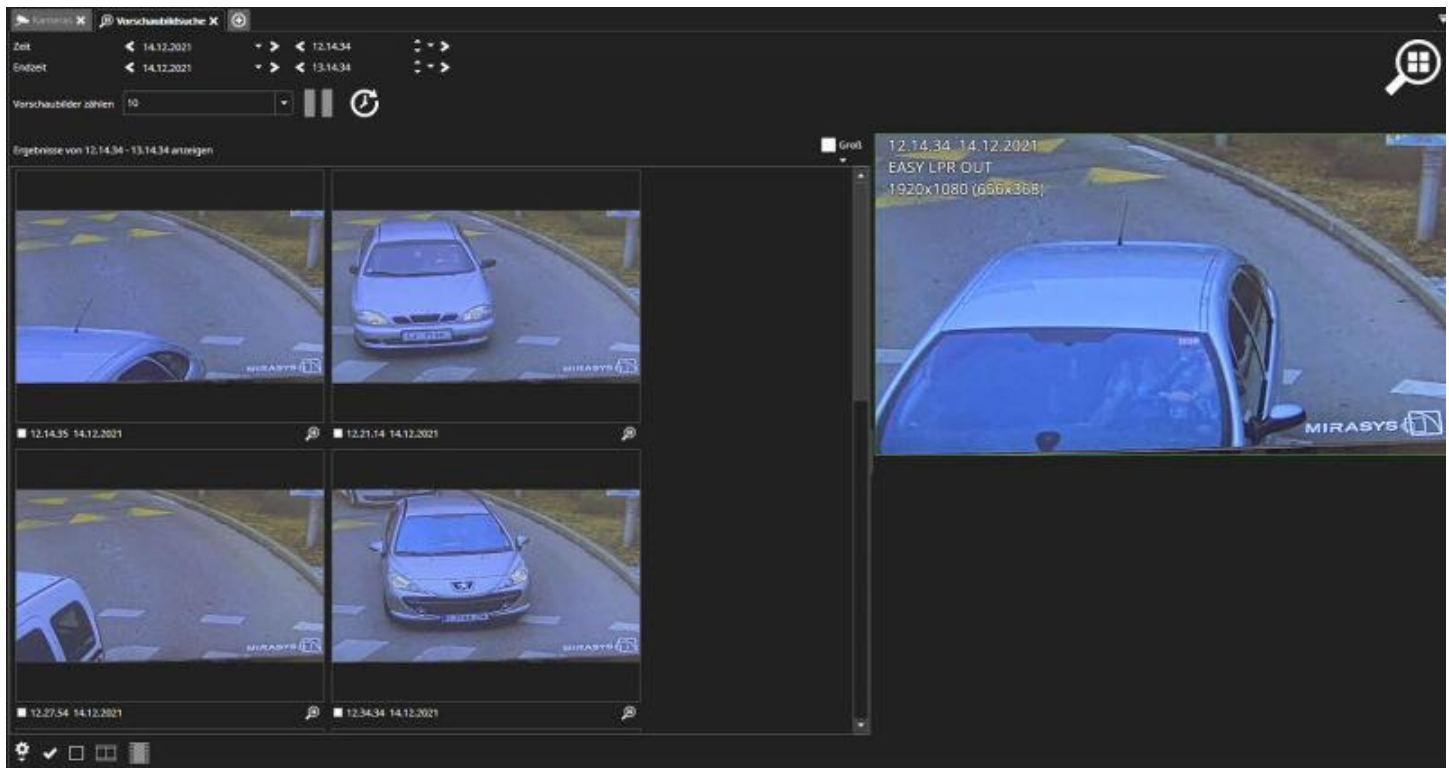 Kameras Vorschaubildsuche
Zeit 14.12.2021 12.14.34
Endzeit 14.12.2021 13.14.34
Vorschaubilder zählen 10
Ergebnisse von 12.14.34 - 13.14.34 anzeigen
Groß
12.14.34 14.12.2021
EASY LPR OUT
1920x1080 (656x368)
MIRASYS
MIRASYS
MIRASYS
12.14.35 14.12.2021
12.21.14 14.12.2021
MIRASYS
MIRASYS
12.27.54 14.12.2021
12.34.34 14.12.2021